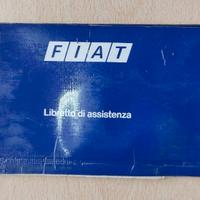 FIAT
Libretto di assistenza